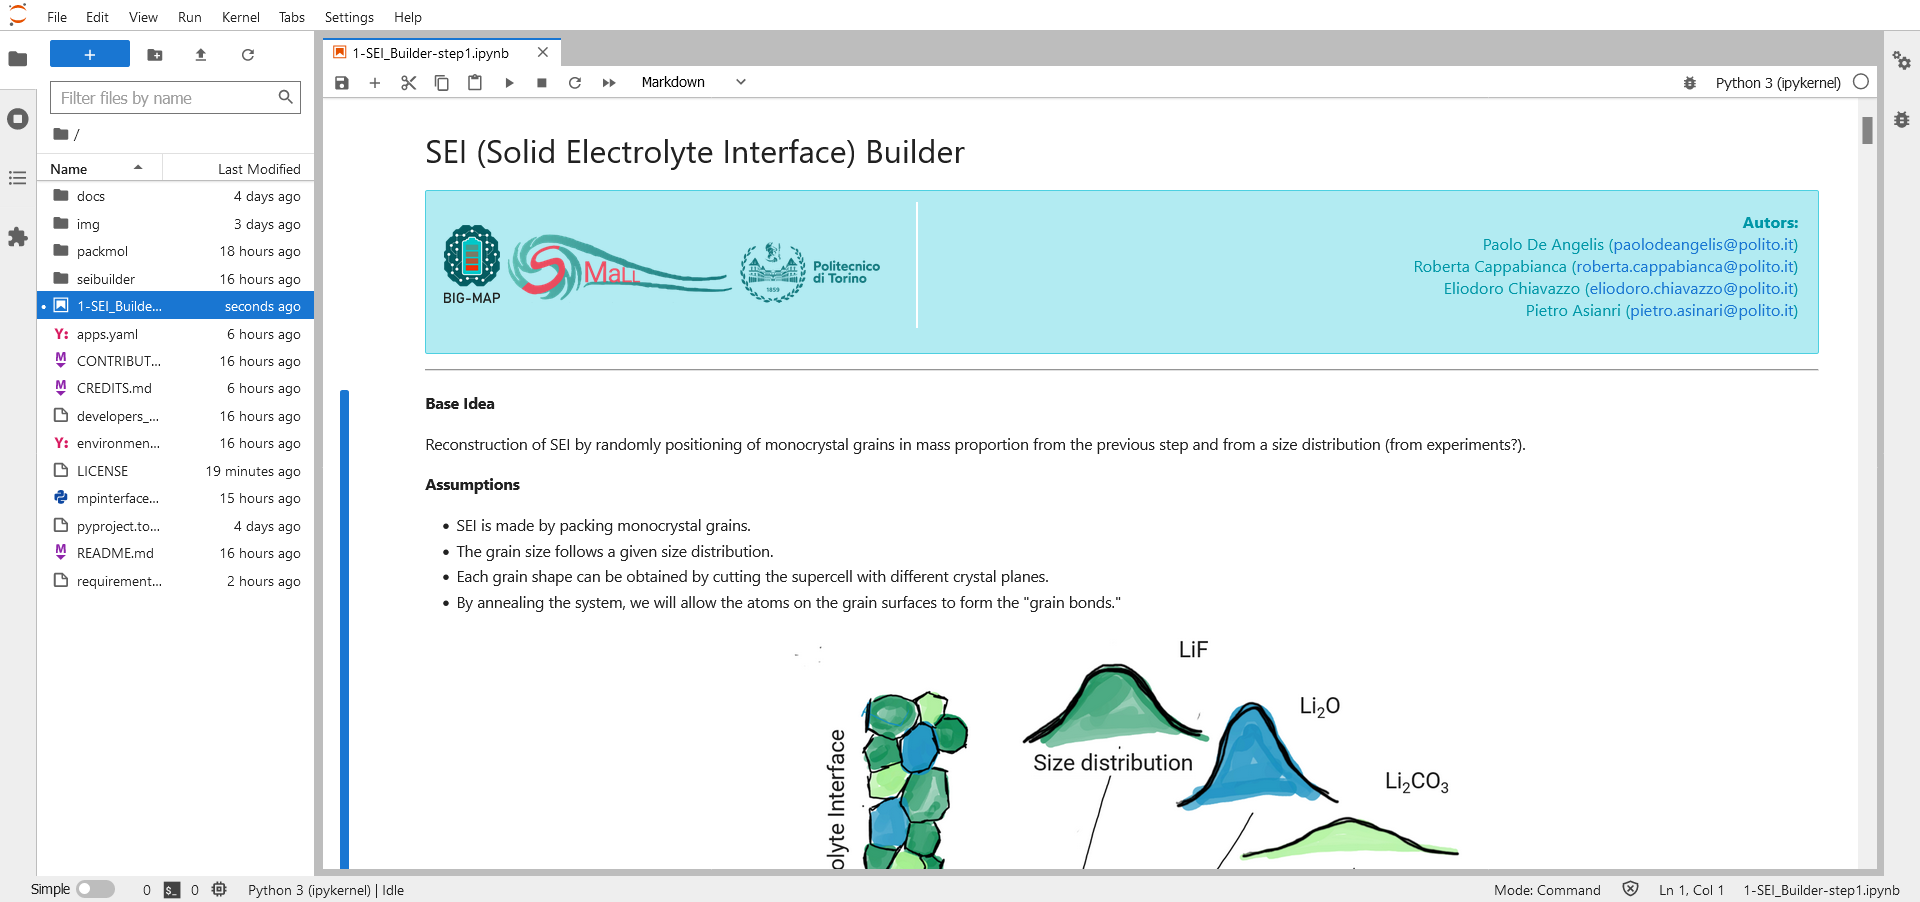 File Edit View Run Kernel Tabs Settings Help
+
Filter files by name
/
Name Last Modified
docs 4 days ago
img 3 days ago
packmol 18 hours ago
seibuilder 16 hours ago
1-SEI_Builde... seconds ago
Y: apps.yaml 6 hours ago
M CONTRIBUT... 16 hours ago
M CREDITS.md 6 hours ago
developers_... 16 hours ago
Y: environmen... 16 hours ago
LICENSE 19 minutes ago
mpinterface... 15 hours ago
pyproject.to... 4 days ago
M README.md 16 hours ago
requirement... 2 hours ago
1-SEI_Builder-step1.ipynb
Markdown
Python 3 (ipykernel)
SEI (Solid Electrolyte Interface) Builder
BIG-MAP
SMALL
1859
Politecnico
di Torino
Autors:
Paolo De Angelis (paolodeangelis@polito.it)
Roberta Cappabianca (roberta.cappabianca@polito.it)
Eliodoro Chiavazzo (eliodoro.chiavazzo@polito.it)
Pietro Asianri (pietro.asinari@polito.it)
Base Idea
Reconstruction of SEI by randomly positioning of monocrystal grains in mass proportion from the previous step and from a size distribution (from experiments?).
Assumptions
• SEI is made by packing monocrystal grains.
• The grain size follows a given size distribution.
• Each grain shape can be obtained by cutting the supercell with different crystal planes.
• By annealing the system, we will allow the atoms on the grain surfaces to form the "grain bonds."
LiF
Li₂O
Li₂CO₃
Size distribution
olyte Interface
Simple 0 $_ 0 Python 3 (ipykernel) | Idle
Mode: Command Ln 1, Col 1 1-SEI_Builder-step1.ipynb